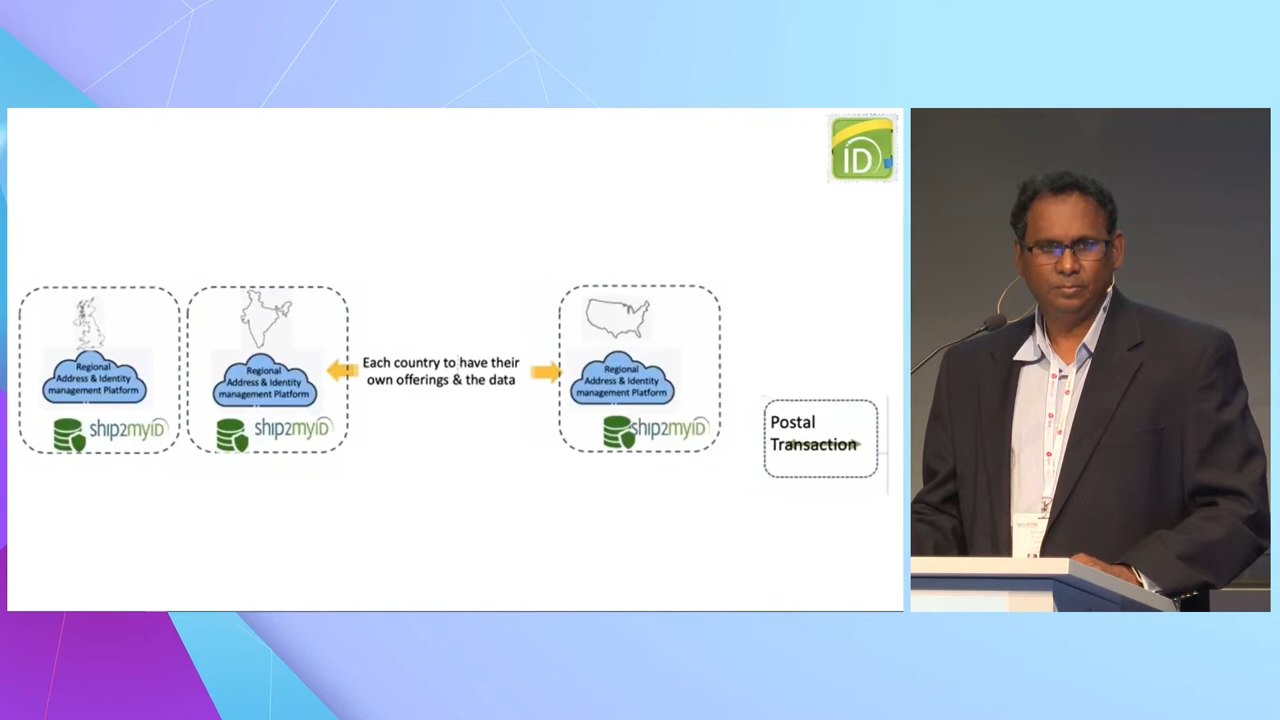 iD
Regional
Address & Identity
management Platform
ship2myiD
Regional
Address & Identity
management Platform
ship2myiD
Each country to have their
own offerings & the data
Regional
Address & Identity
management Platform
ship2myiD
Postal
Transaction